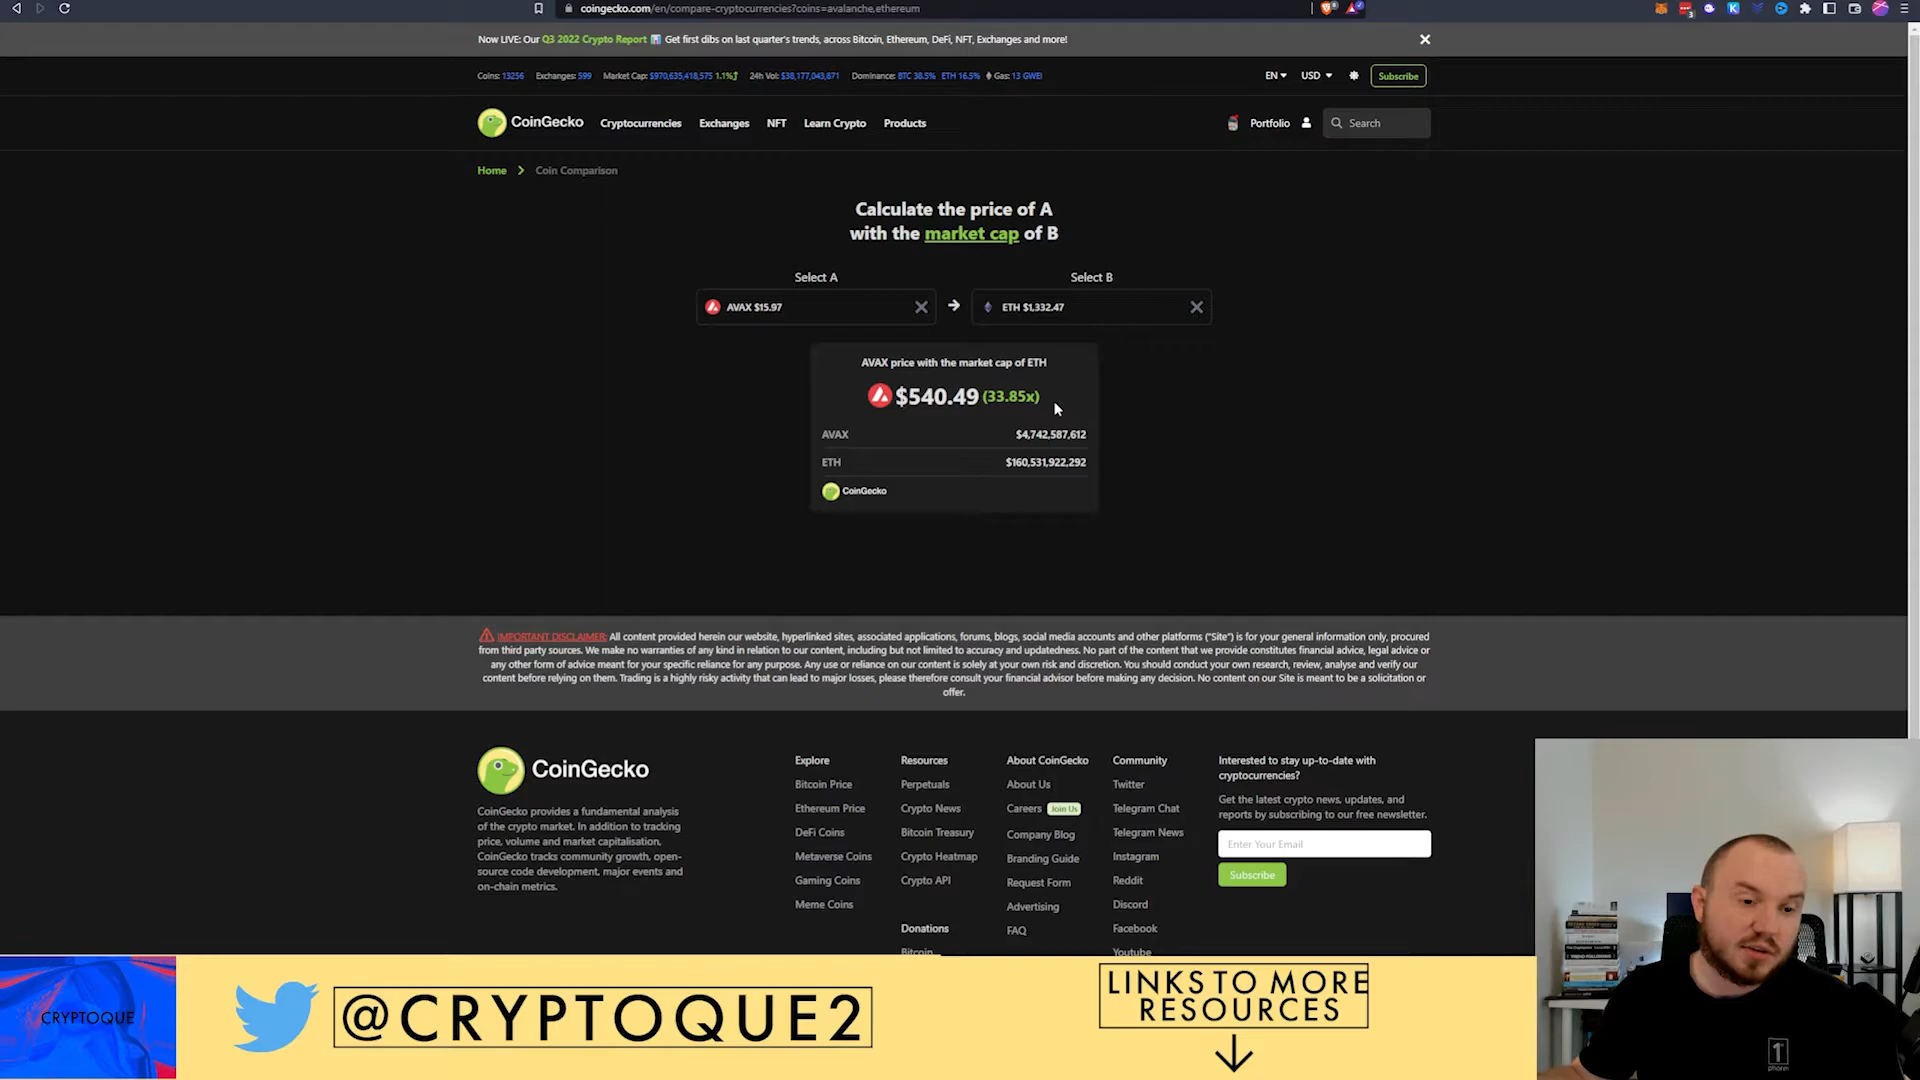 coingecko.com/en/compare-cryptocurrencies?coins=avalanche,ethereum
Now LIVE: Our Q3 2022 Crypto Report Get first dibs on last quarter's trends, across Bitcoin, Ethereum, DeFi, NFT, Exchanges and more!
Coins: 13256 Exchanges: 599 Market Cap: $970,635,418,575 1.1% 24h Vol: $38,177,043,871 Dominance: BTC 38.5% ETH 16.5% Gas: 13 GWEI
EN USD Subscribe
CoinGecko Cryptocurrencies Exchanges NFT Learn Crypto Products Portfolio Search
Home > Coin Comparison
Calculate the price of A
with the market cap of B
Select A Select B
AVAX $15.97 → ETH $1,332.47
AVAX price with the market cap of ETH
$540.49 (33.85x)
AVAX $4,742,587,612
ETH $160,531,922,292
CoinGecko
IMPORTANT DISCLAIMER: All content provided herein our website, hyperlinked sites, associated applications, forums, blogs, social media accounts and other platforms ("Site") is for your general information only, procured
from third party sources. We make no warranties of any kind in relation to our content, including but not limited to accuracy and updatedness. No part of the content that we provide constitutes financial advice, legal advice or
any other form of advice meant for your specific reliance for any purpose. Any use or reliance on our content is solely at your own risk and discretion. You should conduct your own research, review, analyse and verify our
content before relying on them. Trading is a highly risky activity that can lead to major losses, please therefore consult your financial advisor before making any decision. No content on our Site is meant to be a solicitation or
offer.
CoinGecko
CoinGecko provides a fundamental analysis
of the crypto market. In addition to tracking
price, volume and market capitalisation,
CoinGecko tracks community growth, open-
source code development, major events and
on-chain metrics.
Explore
Bitcoin Price
Ethereum Price
DeFi Coins
Metaverse Coins
Gaming Coins
Meme Coins
Resources
Perpetuals
Crypto News
Bitcoin Treasury
Crypto Heatmap
Crypto API
Donations
Bitcoin
About CoinGecko
About Us
Careers Join Us
Company Blog
Branding Guide
Request Form
Advertising
FAQ
Community
Twitter
Telegram Chat
Telegram News
Instagram
Reddit
Discord
Facebook
Youtube
Interested to stay up-to-date with
cryptocurrencies?
Get the latest crypto news, updates, and
reports by subscribing to our free newsletter.
Enter Your Email
Subscribe
CRYPTOQUE
@CRYPTOQUE2
LINKS TO MORE
RESOURCES